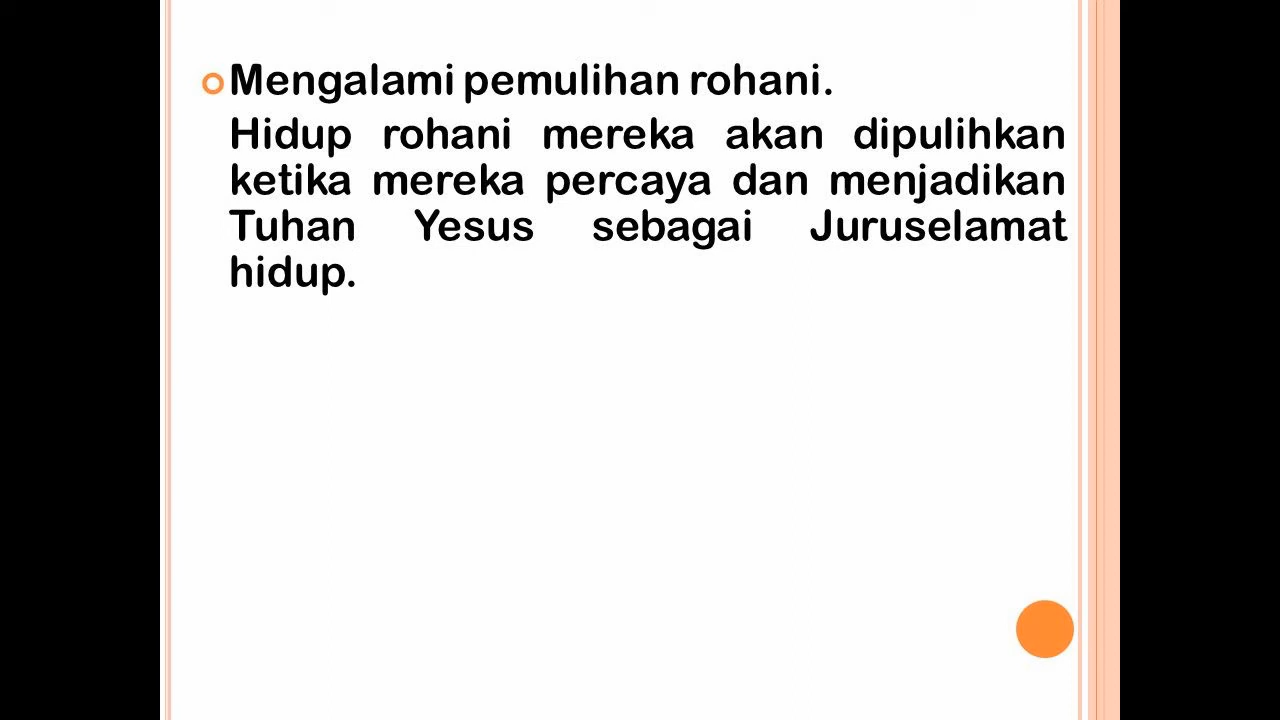 Mengalami pemulihan rohani.
Hidup rohani mereka akan dipulihkan
ketika mereka percaya dan menjadikan
Tuhan Yesus sebagai Juruselamat
hidup.